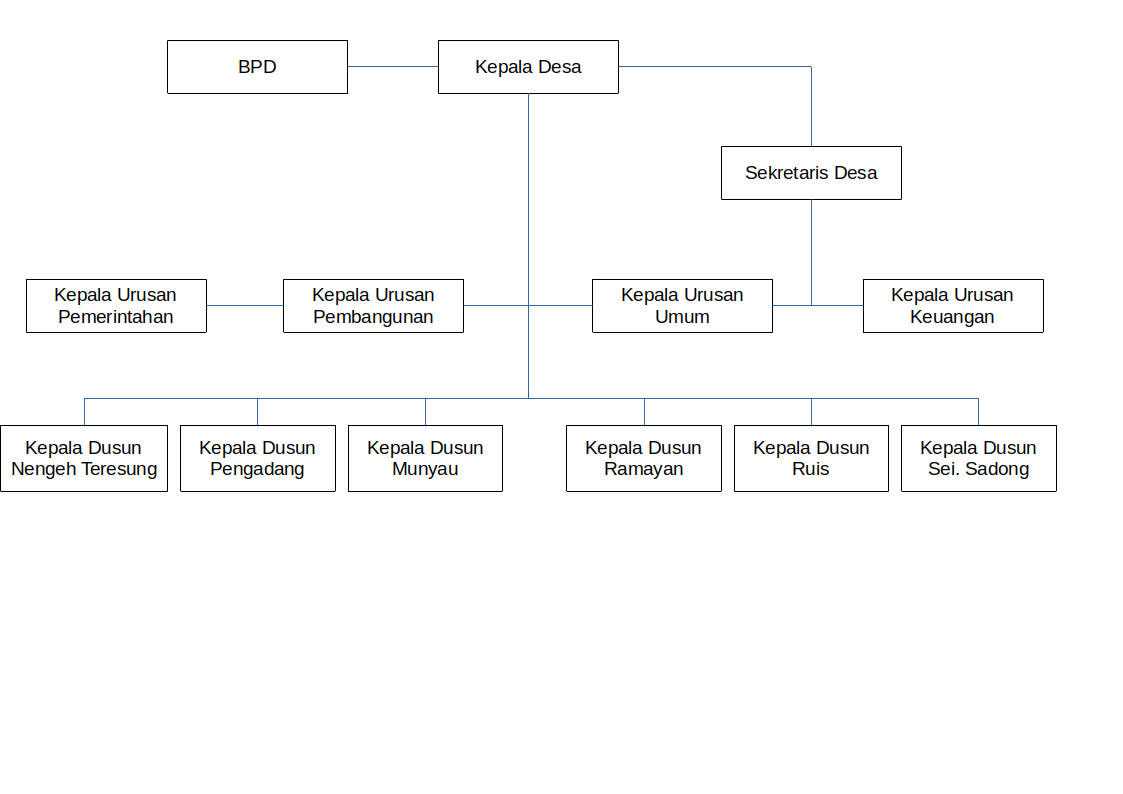 BPD
Kepala Desa
Sekretaris Desa
Kepala Urusan
Pemerintahan
Kepala Urusan
Pembangunan
Kepala Urusan
Umum
Kepala Urusan
Keuangan
Kepala Dusun
Nengeh Teresung
Kepala Dusun
Pengadang
Kepala Dusun
Munyau
Kepala Dusun
Ramayan
Kepala Dusun
Ruis
Kepala Dusun
Sei. Sadong